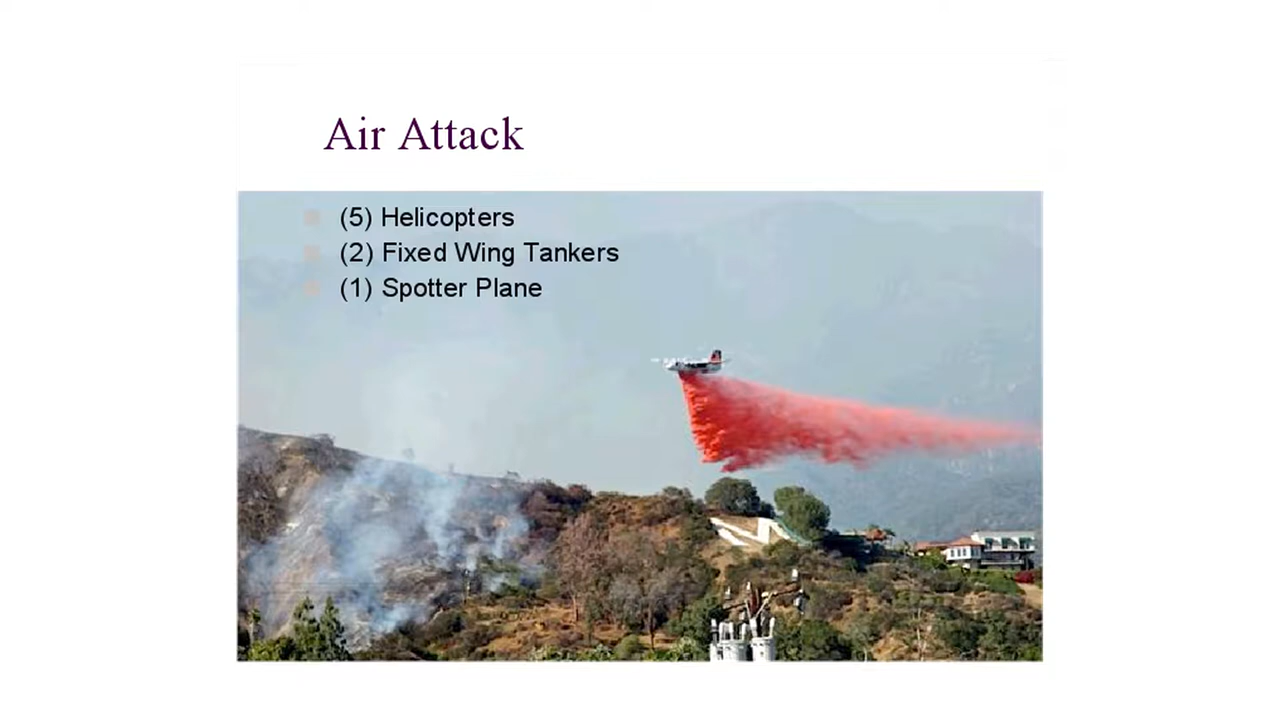 Air Attack
(5) Helicopters
(2) Fixed Wing Tankers
(1) Spotter Plane